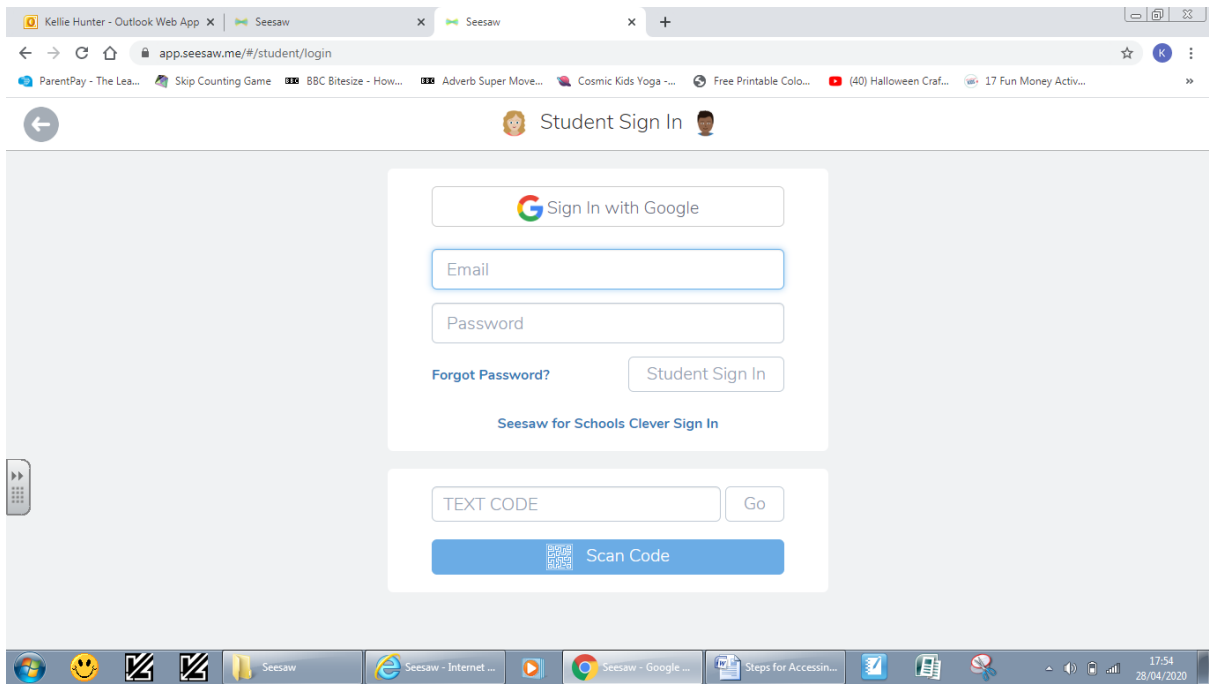 Kellie Hunter - Outlook Web App
Seesaw
Seesaw
app.seesaw.me/#/student/login
K
ParentPay - The Lea...
Skip Counting Game
BBC Bitesize - How...
Adverb Super Move...
Cosmic Kids Yoga -...
Free Printable Colo...
(40) Halloween Craf...
17 Fun Money Activ...
»
Student Sign In
Sign In with Google
Email
Password
Forgot Password?
Student Sign In
Seesaw for Schools Clever Sign In
TEXT CODE
Go
Scan Code
Seesaw
Seesaw - Internet ...
Seesaw - Google ...
Steps for Accessin...
17:54
28/04/2020